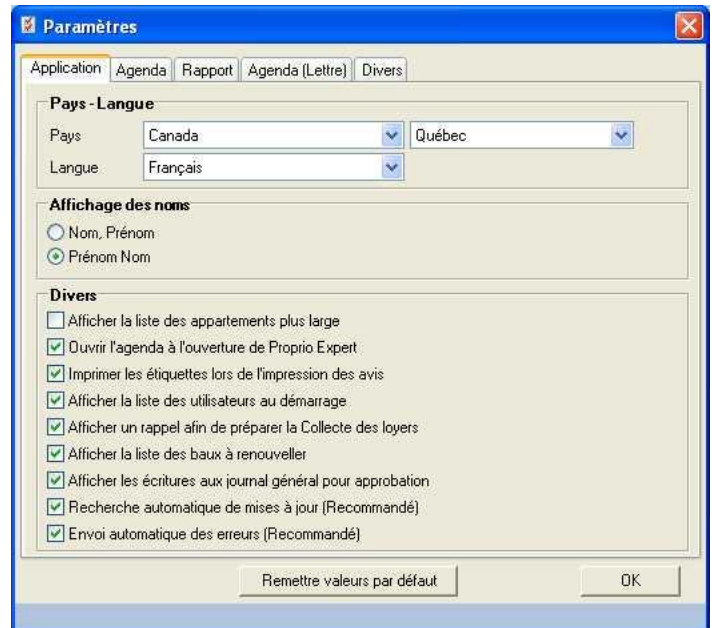 Paramètres
Application Agenda Rapport Agenda (Lettre) Divers
Pays - Langue
Pays Canada Québec
Langue Français
Affichage des noms
Nom, Prénom
Prénom Nom
Divers
Afficher la liste des appartements plus large
Ouvrir l'agenda à l'ouverture de Proprio Expert
Imprimer les étiquettes lors de l'impression des avis
Afficher la liste des utilisateurs au démarrage
Afficher un rappel afin de préparer la Collecte des loyers
Afficher la liste des baux à renouveller
Afficher les écritures aux journal général pour approbation
Recherche automatique de mises à jour (Recommandé)
Envoi automatique des erreurs (Recommandé)
Remettre valeurs par défaut OK